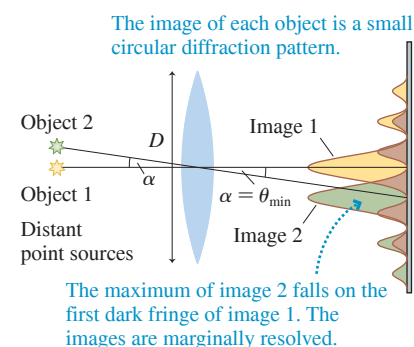 The image of each object is a small
circular diffraction pattern.
Object 2
D
Image 1
α
Object 1
α = θmin
Distant
point sources
Image 2
The maximum of image 2 falls on the
first dark fringe of image 1. The
images are marginally resolved.